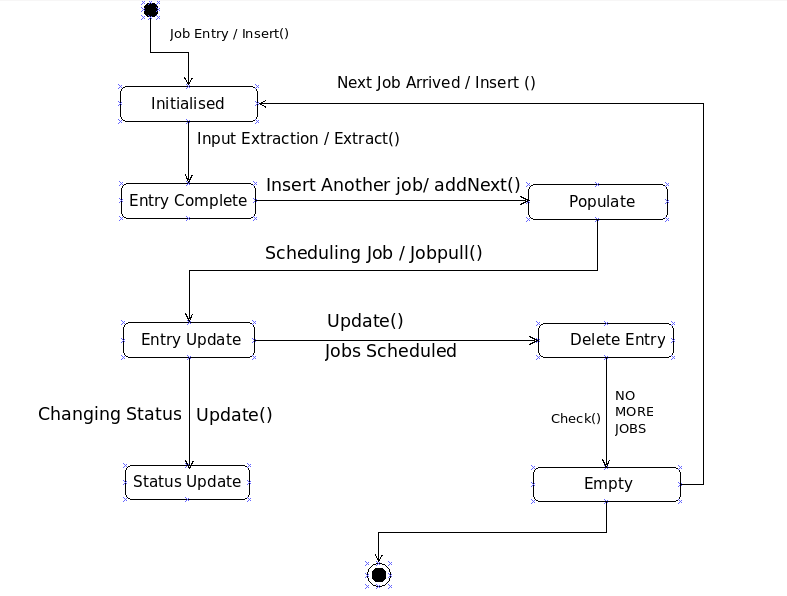 Job Entry / Insert()
Next Job Arrived / Insert ()
Initialised
Input Extraction / Extract()
Insert Another job/ addNext()
Entry Complete
Populate
Scheduling Job / Jobpull()
Update()
Entry Update
Delete Entry
Jobs Scheduled
Changing Status
Update()
Check()
NO
MORE
JOBS
Status Update
Empty